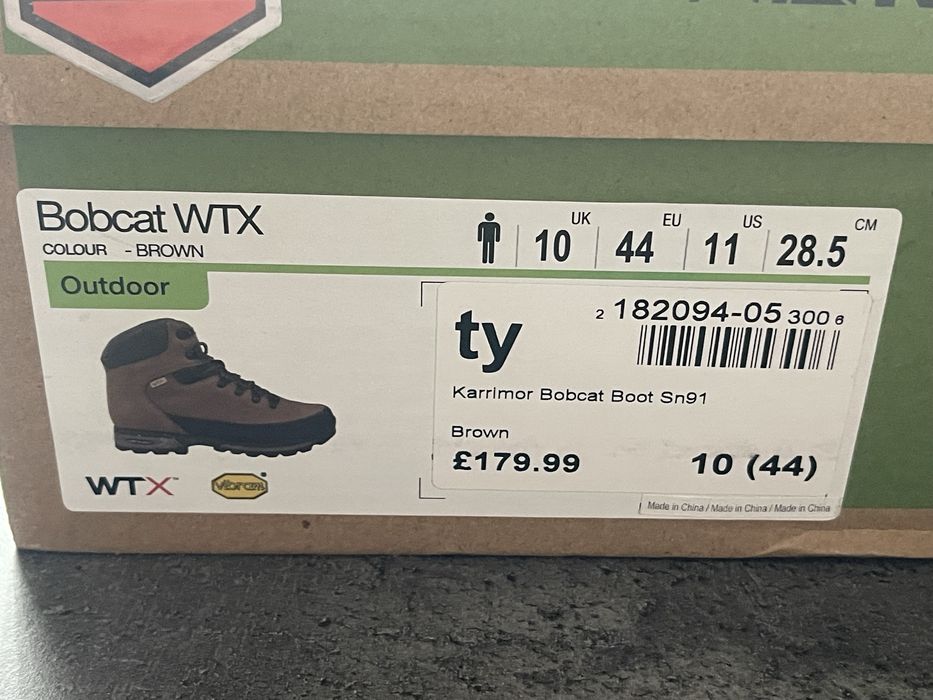 Bobcat WTX
COLOUR - BROWN
Outdoor
UK EU US CM
10 44 11 28.5
ty
2 182094-05 300 6
Karrimor Bobcat Boot Sn91
Brown
£179.99 10 (44)
WTX™
Vibram®
Made in China / Made in China / Made in China